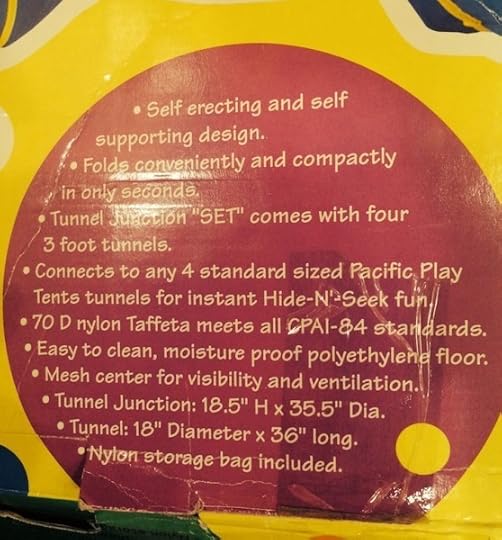 • Self erecting and self
supporting design.
• Folds conveniently and compactly
in only seconds.
• Tunnel Junction "SET" comes with four
3 foot tunnels.
• Connects to any 4 standard sized Pacific Play
Tents tunnels for instant Hide-N'-Seek fun.
• 70 D nylon Taffeta meets all CPAI-84 standards.
• Easy to clean, moisture proof polyethylene floor.
• Mesh center for visibility and ventilation.
• Tunnel Junction: 18.5" H x 35.5" Dia.
• Tunnel: 18" Diameter x 36" long.
• Nylon storage bag included.